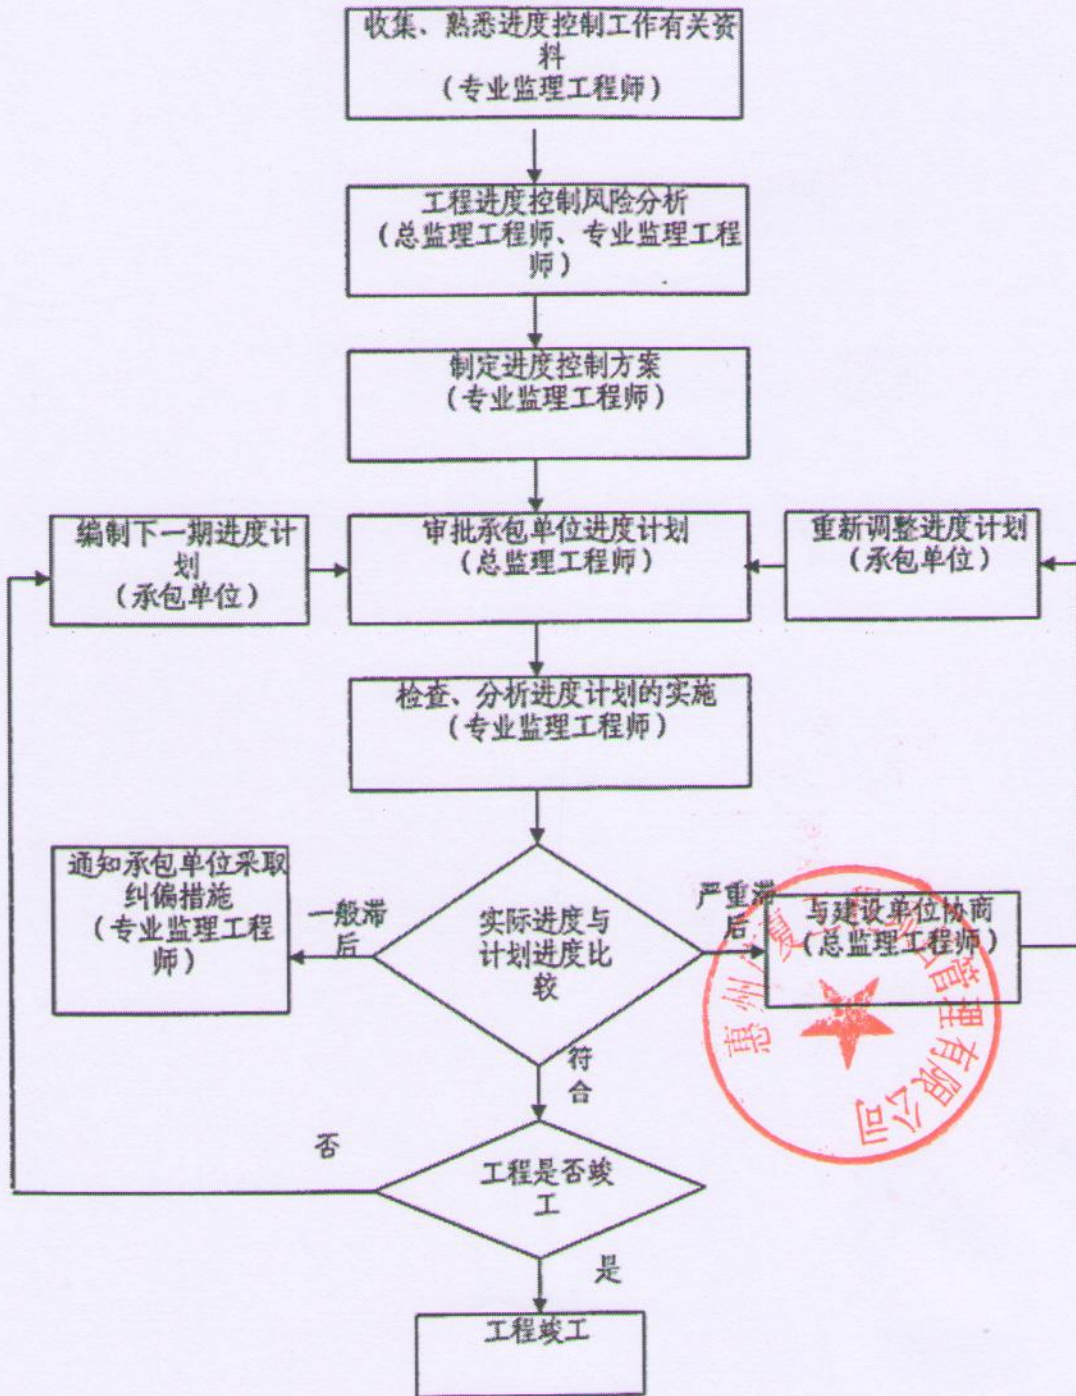 收集、熟悉进度控制工作有关资
料
(专业监理工程师)
工程进度控制风险分析
(总监理工程师、专业监理工程
师)
制定进度控制方案
(专业监理工程师)
编制下一期进度计
划
(承包单位)
审批承包单位进度计划
(总监理工程师)
重新调整进度计划
(承包单位)
检查、分析进度计划的实施
(专业监理工程师)
通知承包单位采取
纠偏措施
(专业监理工程
师)
一般滞
后
实际进度与
计划进度比
较
严重滞
后
与建设单位协商
(总监理工程师)
惠州
管理有限公司
符
合
否
工程是否竣
工
是
工程竣工